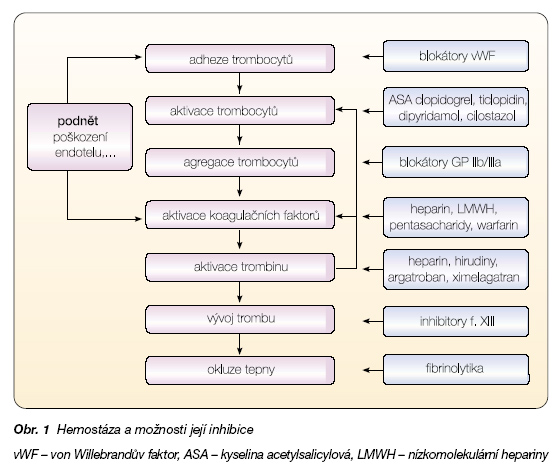 adheze trombocytů
blokátory vWF
podnět
poškození
endotelu,...
aktivace trombocytů
ASA clopidogrel, ticlopidin,
dipyridamol, cilostazol
agregace trombocytů
blokátory GP IIb/IIIa
aktivace koagulačních faktorů
heparin, LMWH,
pentasacharidy, warfarin
aktivace trombinu
heparin, hirudiny,
argatroban, ximelagatran
vývoj trombu
inhibitory f. XIII
okluze tepny
fibrinolytika
Obr. 1 Hemostáza a možnosti její inhibice
vWF – von Willebrandův faktor, ASA – kyselina acetylsalicylová, LMWH – nízkomolekulární hepariny